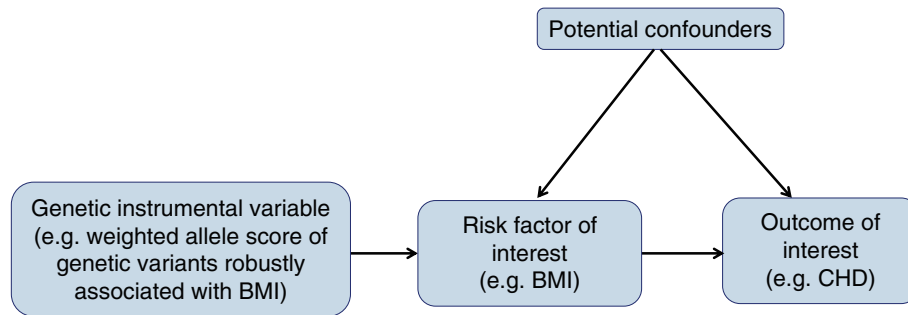 Potential confounders
Genetic instrumental variable
(e.g. weighted allele score of
genetic variants robustly
associated with BMI)
Risk factor of
interest
(e.g. BMI)
Outcome of
interest
(e.g. CHD)